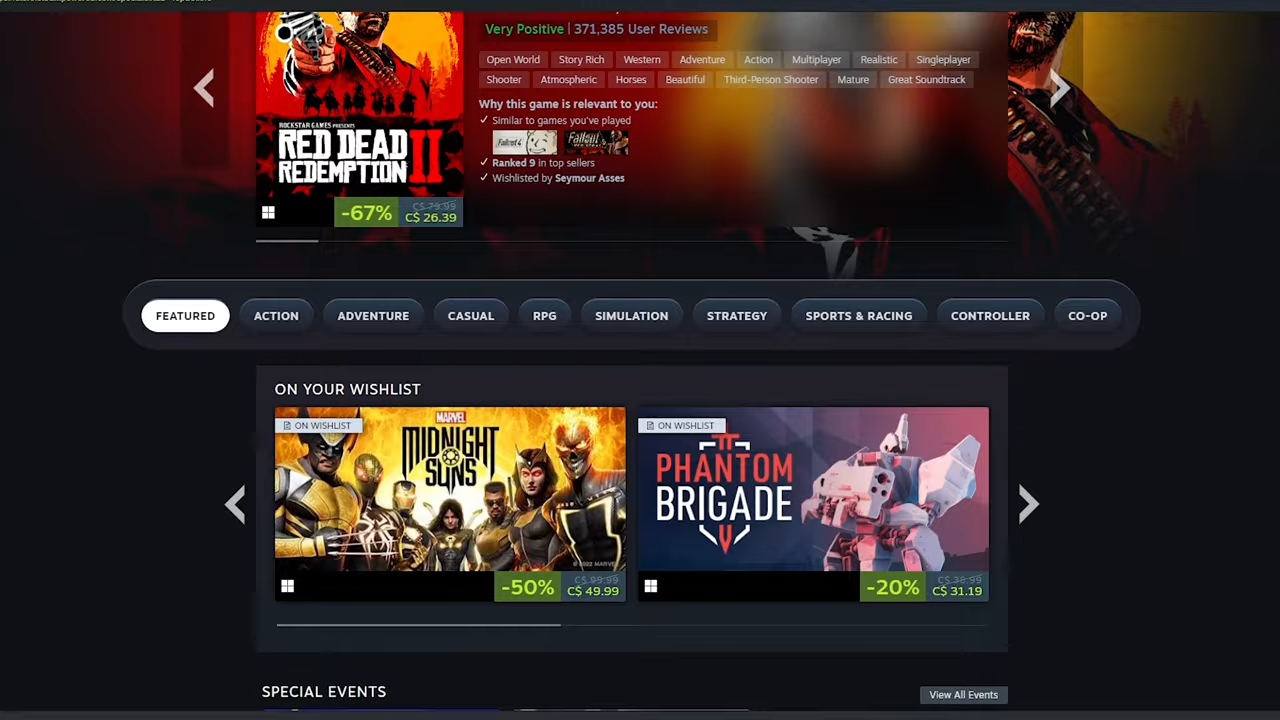 Very Positive | 371,385 User Reviews
Open World Story Rich Western Adventure Action Multiplayer Realistic Singleplayer
Shooter Atmospheric Horses Beautiful Third-Person Shooter Mature Great Soundtrack
Why this game is relevant to you:
✓ Similar to games you've played
Fallout 4 Fallout
✓ Ranked 9 in top sellers
✓ Wishlisted by Seymour Asses
ROCKSTAR GAMES PRESENTS
RED DEAD
REDEMPTION II
-67% C$ 79.99
C$ 26.39
FEATURED ACTION ADVENTURE CASUAL RPG SIMULATION STRATEGY SPORTS & RACING CONTROLLER CO-OP
ON YOUR WISHLIST
ON WISHLIST
MARVEL
MIDNIGHT
SUNS
© 2022 MARVEL
-50% C$ 99.99
C$ 49.99
ON WISHLIST
PHANTOM
BRIGADE
-20% C$ 38.99
C$ 31.19
SPECIAL EVENTS
View All Events